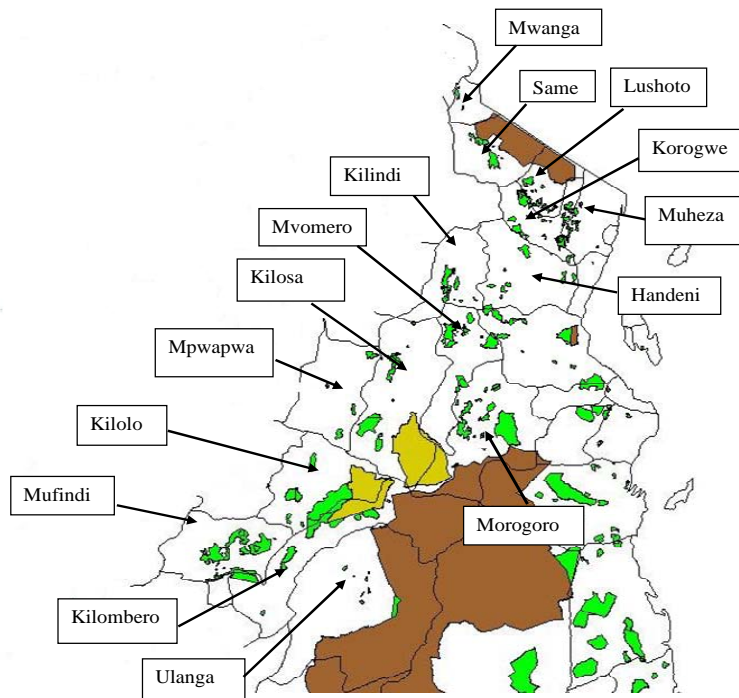 Mwanga
Same
Lushoto
Korogwe
Kilindi
Muheza
Mvomero
Kilosa
Handeni
Mpwapwa
Kilolo
Mufindi
Morogoro
Kilombero
Ulanga